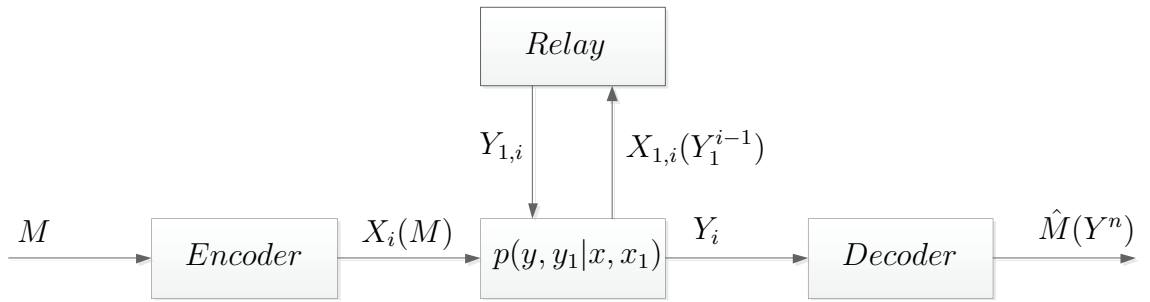 Relay
Y_{1,i}
X_{1,i}(Y_1^{i-1})
M
Encoder
X_i(M)
p(y, y_1|x, x_1)
Y_i
Decoder
\hat{M}(Y^n)